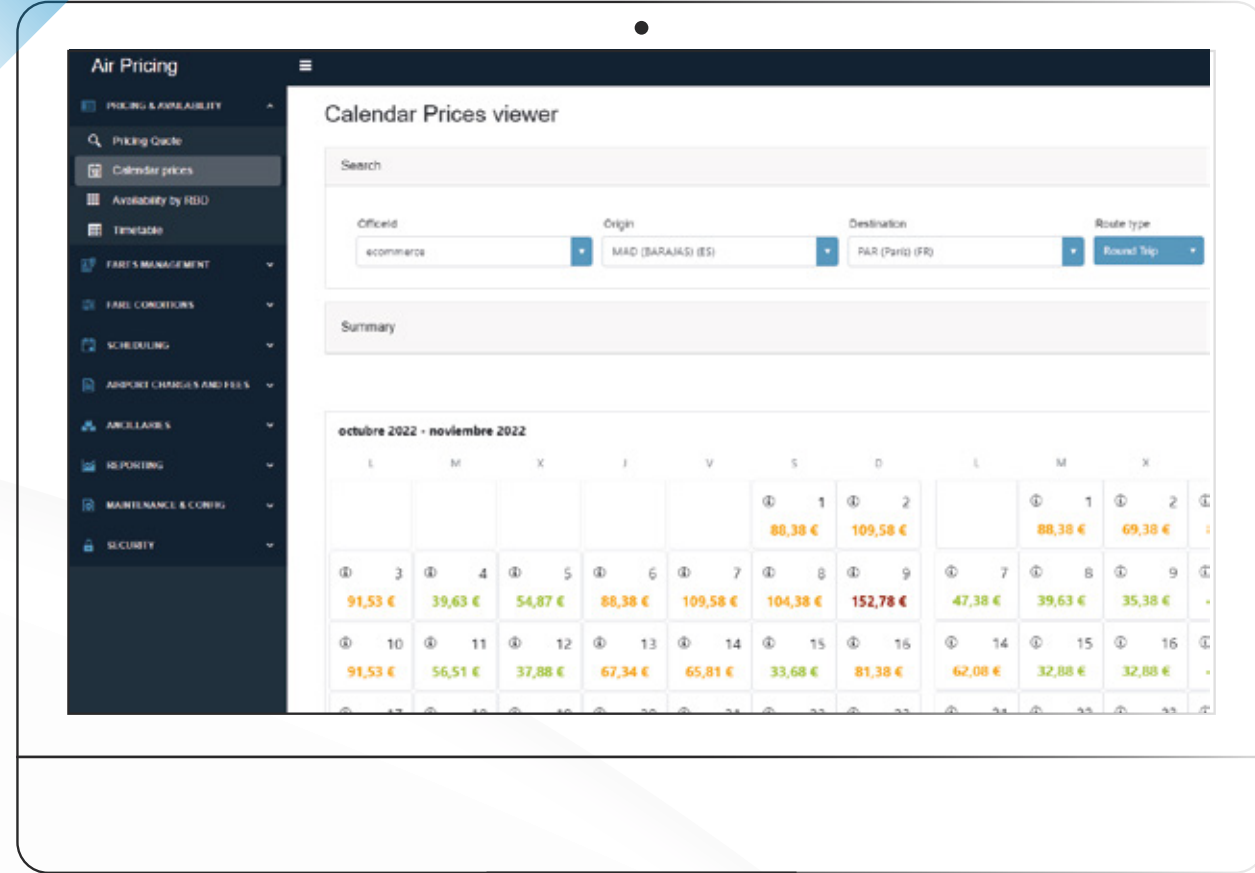 Air Pricing
PRICING & AVAILABILITY
Pricing Quote
Calendar prices
Availability by RBD
Timetable
FARES MANAGEMENT
FARE CONDITIONS
SCHEDULING
AIRPORT CHARGES AND FEES
ANCILLARIES
REPORTING
MAINTENANCE & CONFIG
SECURITY
Calendar Prices viewer
Search
OfficeId Origin Destination Route type
ecommerce MAD (BARAJAS) (ES) PAR (París) (FR) Round Trip
Summary
octubre 2022 - noviembre 2022
L M X J V S D L M X
1 2 1 2
88,38 € 109,58 € 88,38 € 69,38 €
3 4 5 6 7 8 9 7 8 9
91,53 € 39,63 € 54,87 € 88,38 € 109,58 € 104,38 € 152,78 € 47,38 € 39,63 € 35,38 €
10 11 12 13 14 15 16 14 15 16
91,53 € 56,51 € 37,88 € 67,34 € 65,81 € 33,68 € 81,38 € 62,08 € 32,88 € 32,88 €